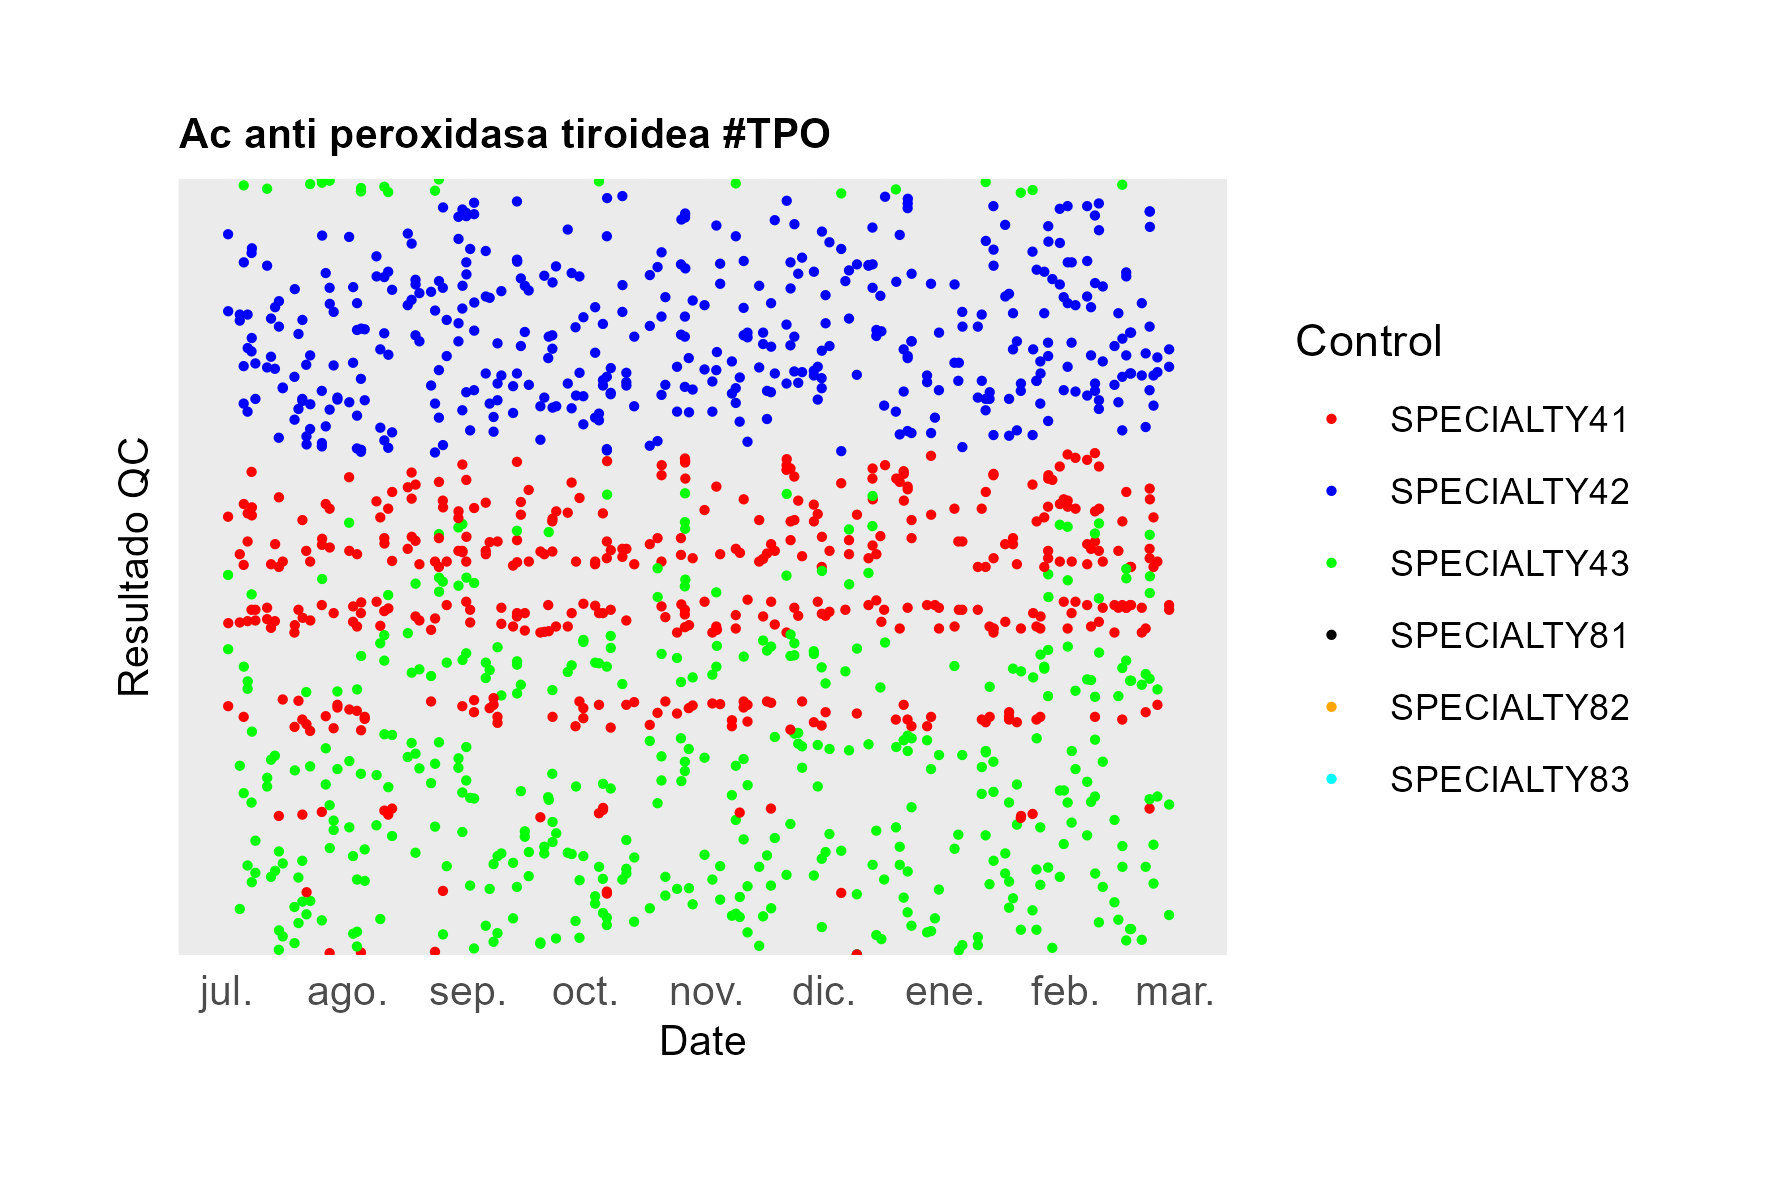 Ac anti peroxidasa tiroidea #TPO
Resultado QC
jul. ago. sep. oct. nov. dic. ene. feb. mar.
Date
Control
SPECIALTY41
SPECIALTY42
SPECIALTY43
SPECIALTY81
SPECIALTY82
SPECIALTY83